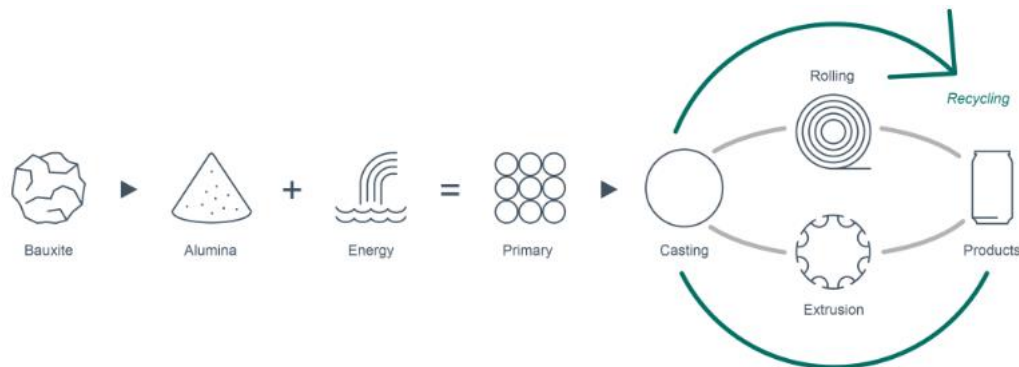 Rolling
Recycling
Bauxite
Alumina
+
Energy
=
Primary
Casting
Products
Extrusion